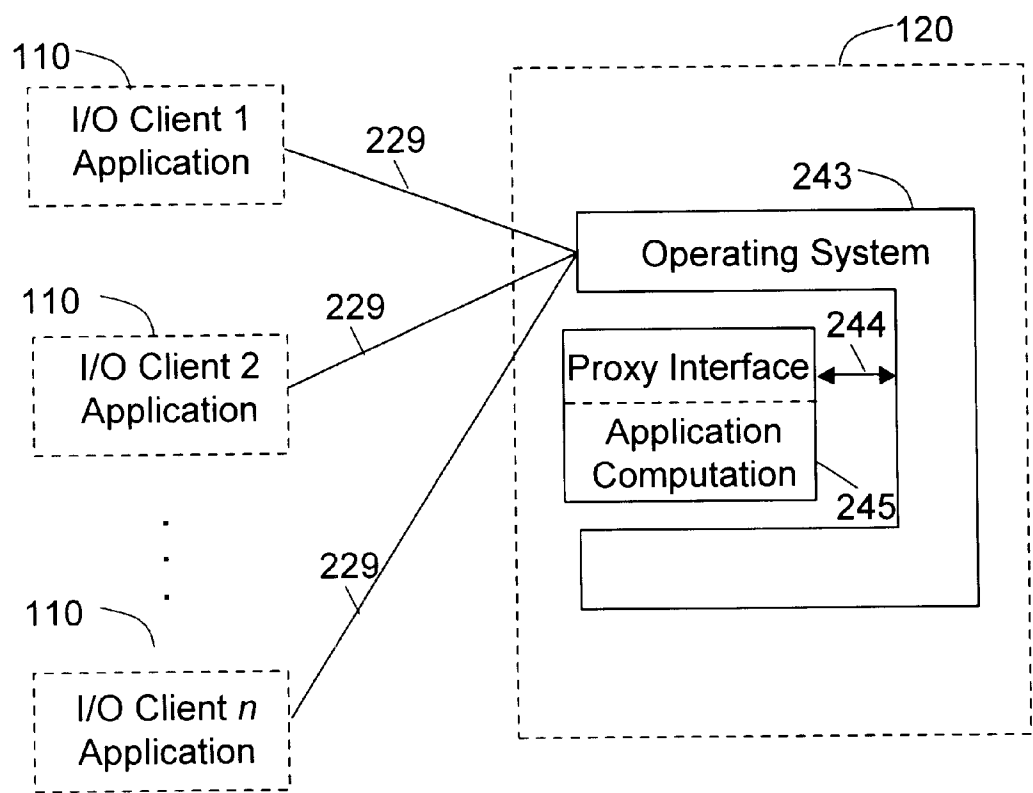 110
I/O Client 1
Application
229
110
I/O Client 2
Application
229
.
.
.
110
I/O Client n
Application
229
120
243
Operating System
244
Proxy Interface
Application
Computation
245